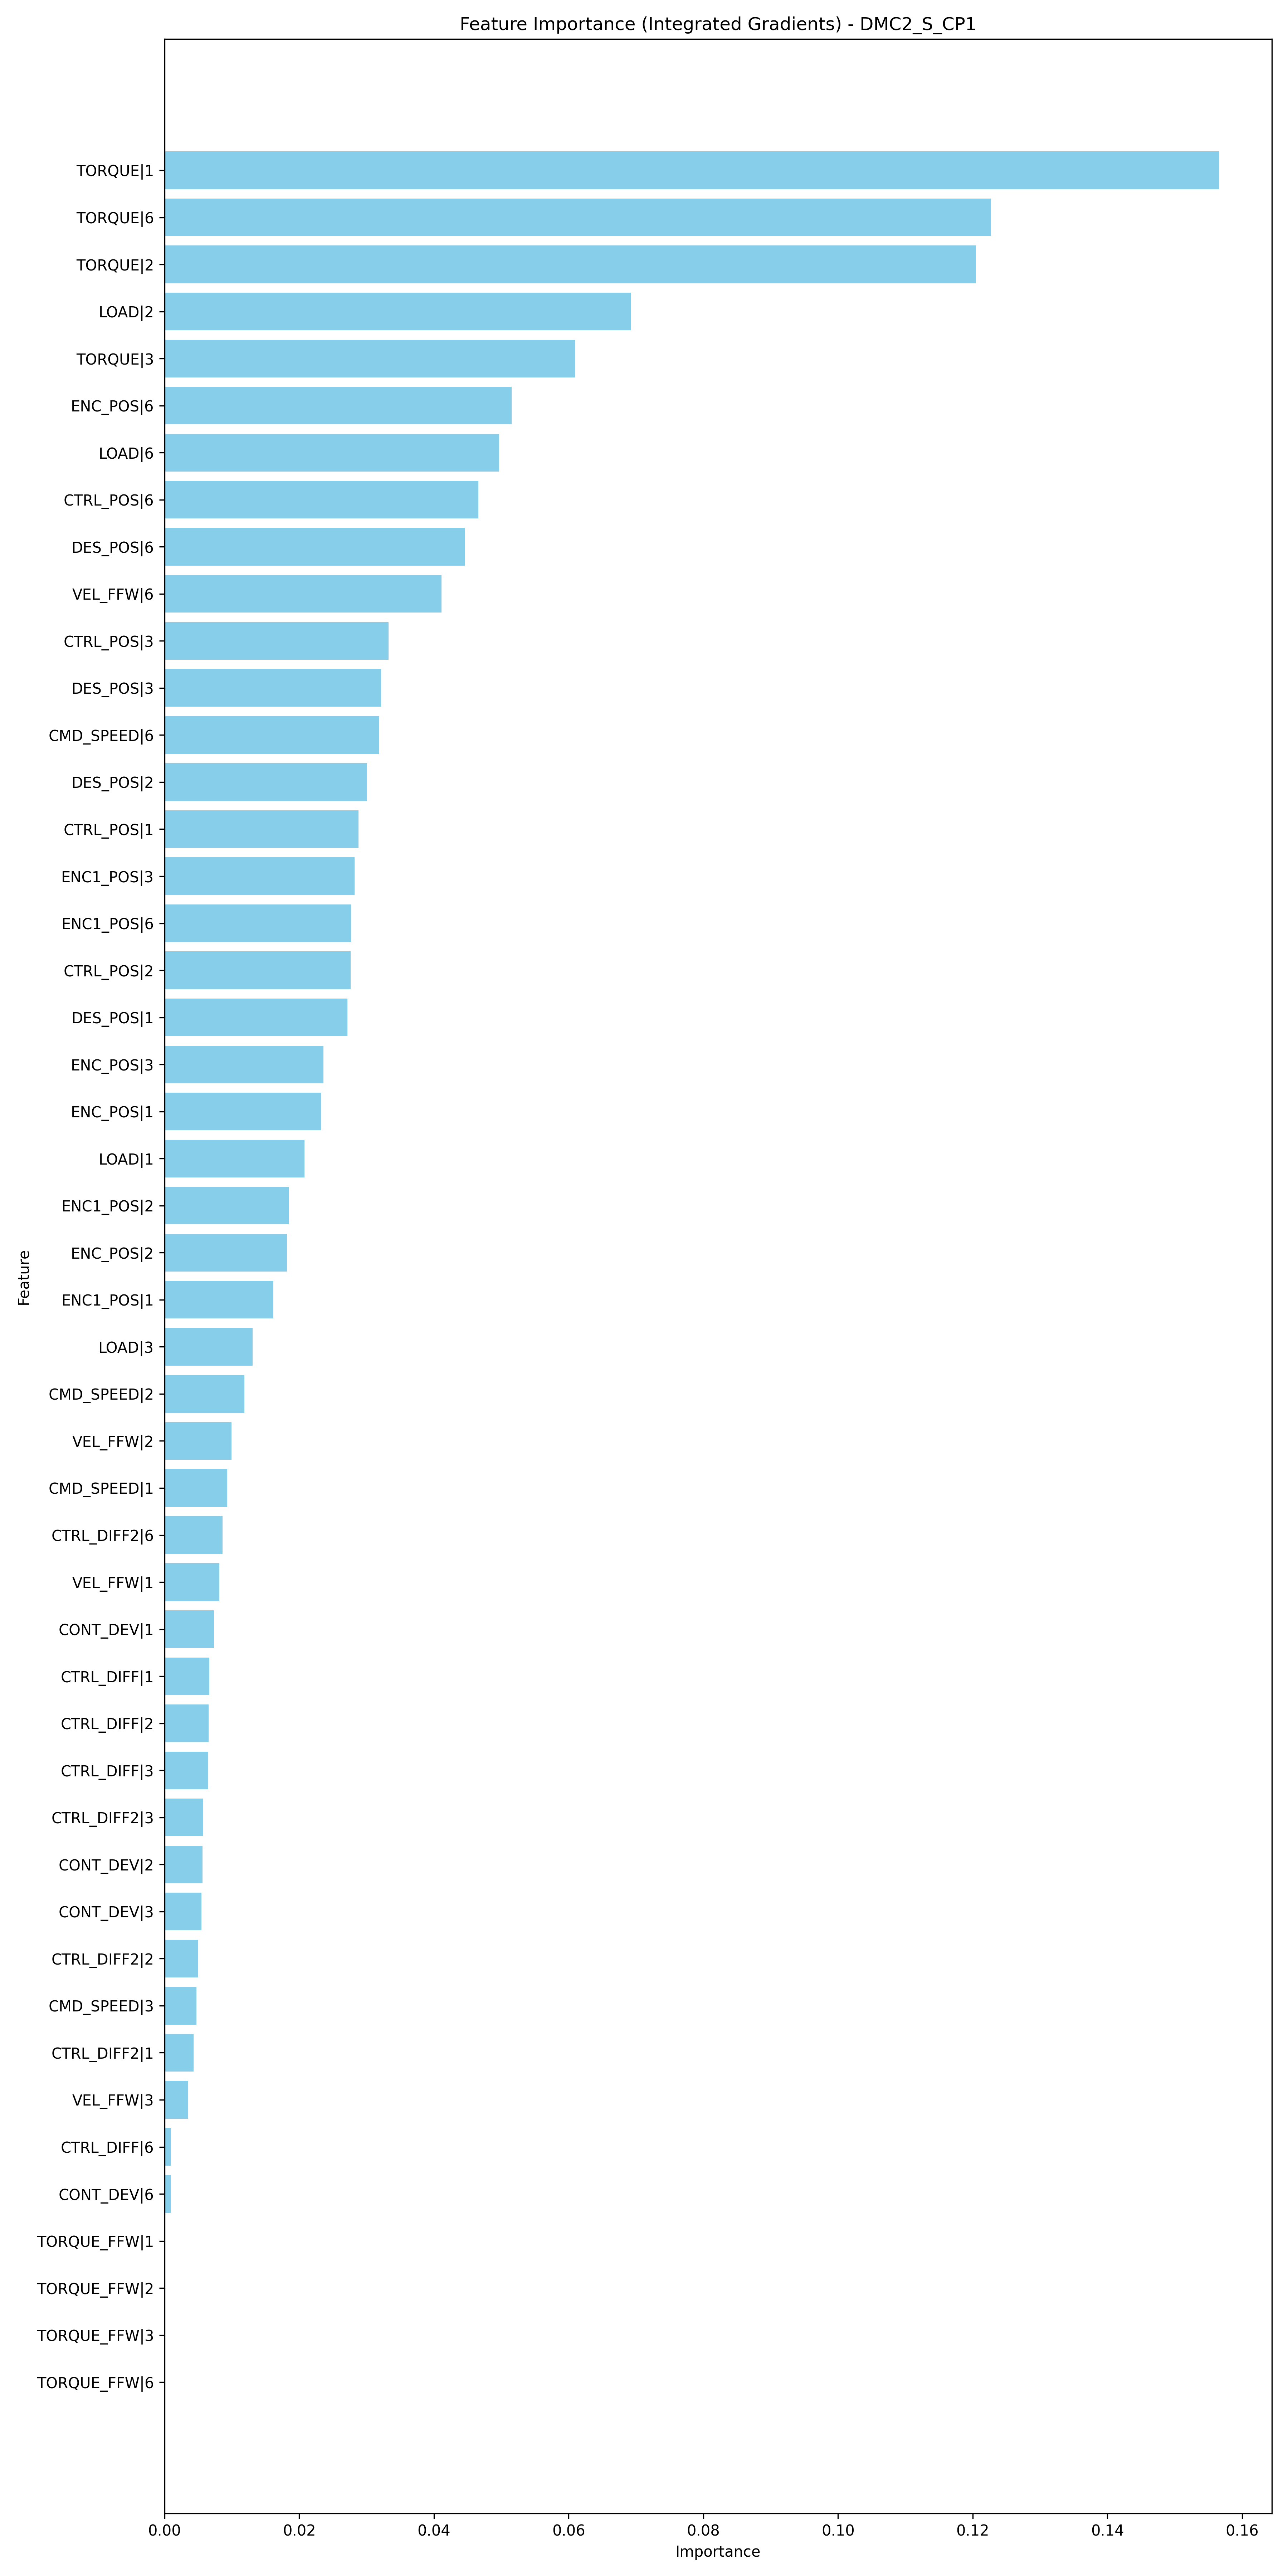 Feature Importance (Integrated Gradients) - DMC2_S_CP1
TORQUE|1
TORQUE|6
TORQUE|2
LOAD|2
TORQUE|3
ENC_POS|6
LOAD|6
CTRL_POS|6
DES_POS|6
VEL_FFW|6
CTRL_POS|3
DES_POS|3
CMD_SPEED|6
DES_POS|2
CTRL_POS|1
ENC1_POS|3
ENC1_POS|6
CTRL_POS|2
DES_POS|1
ENC_POS|3
ENC_POS|1
LOAD|1
ENC1_POS|2
ENC_POS|2
ENC1_POS|1
LOAD|3
CMD_SPEED|2
VEL_FFW|2
CMD_SPEED|1
CTRL_DIFF2|6
VEL_FFW|1
CONT_DEV|1
CTRL_DIFF|1
CTRL_DIFF|2
CTRL_DIFF|3
CTRL_DIFF2|3
CONT_DEV|2
CONT_DEV|3
CTRL_DIFF2|2
CMD_SPEED|3
CTRL_DIFF2|1
VEL_FFW|3
CTRL_DIFF|6
CONT_DEV|6
TORQUE_FFW|1
TORQUE_FFW|2
TORQUE_FFW|3
TORQUE_FFW|6
Feature
0.00 0.02 0.04 0.06 0.08 0.10 0.12 0.14 0.16
Importance